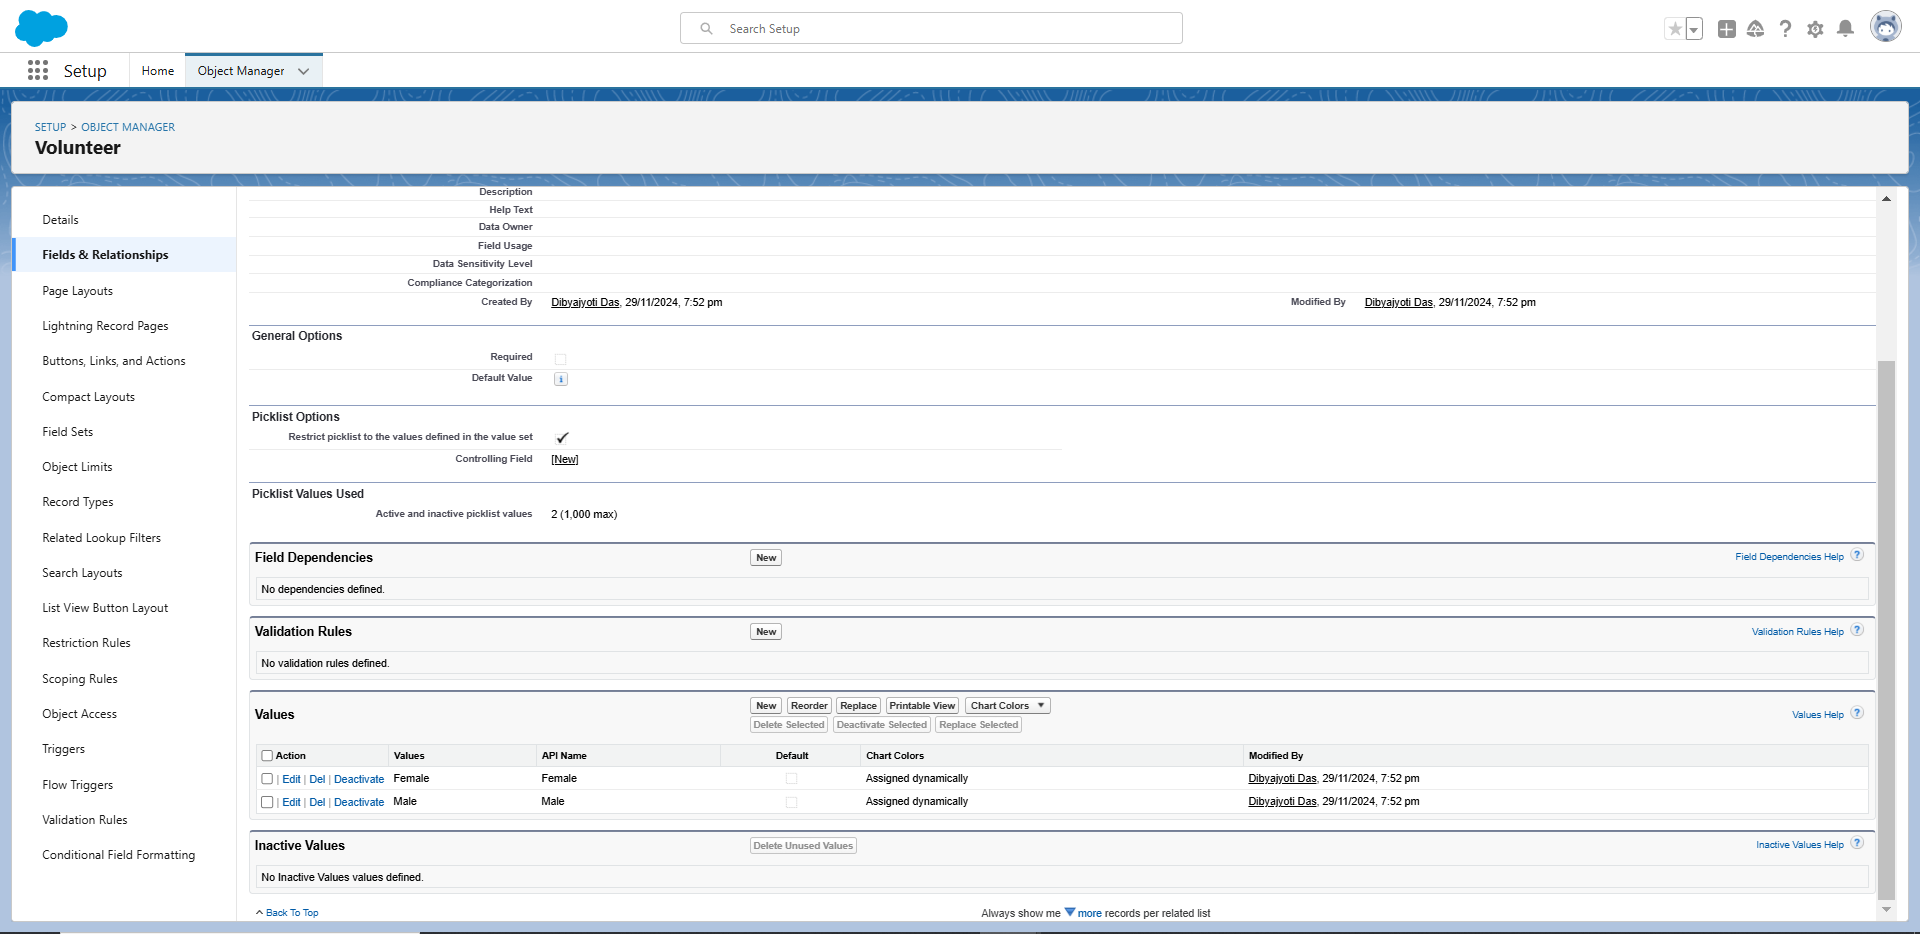 Search Setup
Setup
Home
Object Manager
SETUP > OBJECT MANAGER
Volunteer
Details
Fields & Relationships
Page Layouts
Lightning Record Pages
Buttons, Links, and Actions
Compact Layouts
Field Sets
Object Limits
Record Types
Related Lookup Filters
Search Layouts
List View Button Layout
Restriction Rules
Scoping Rules
Object Access
Triggers
Flow Triggers
Validation Rules
Conditional Field Formatting
Description
Help Text
Data Owner
Field Usage
Data Sensitivity Level
Compliance Categorization
Created By Dibyajyoti Das, 29/11/2024, 7:52 pm Modified By Dibyajyoti Das, 29/11/2024, 7:52 pm
General Options
Required
Default Value
Picklist Options
Restrict picklist to the values defined in the value set
Controlling Field [New]
Picklist Values Used
Active and inactive picklist values 2 (1,000 max)
Field Dependencies New Field Dependencies Help ?
No dependencies defined.
Validation Rules New Validation Rules Help ?
No validation rules defined.
Values New Reorder Replace Printable View Chart Colors Values Help ?
Delete Selected Deactivate Selected Replace Selected
Action Values API Name Default Chart Colors Modified By
| Edit | Del | Deactivate Female Female Assigned dynamically Dibyajyoti Das, 29/11/2024, 7:52 pm
| Edit | Del | Deactivate Male Male Assigned dynamically Dibyajyoti Das, 29/11/2024, 7:52 pm
Inactive Values Delete Unused Values Inactive Values Help ?
No Inactive Values values defined.
^ Back To Top Always show me more records per related list